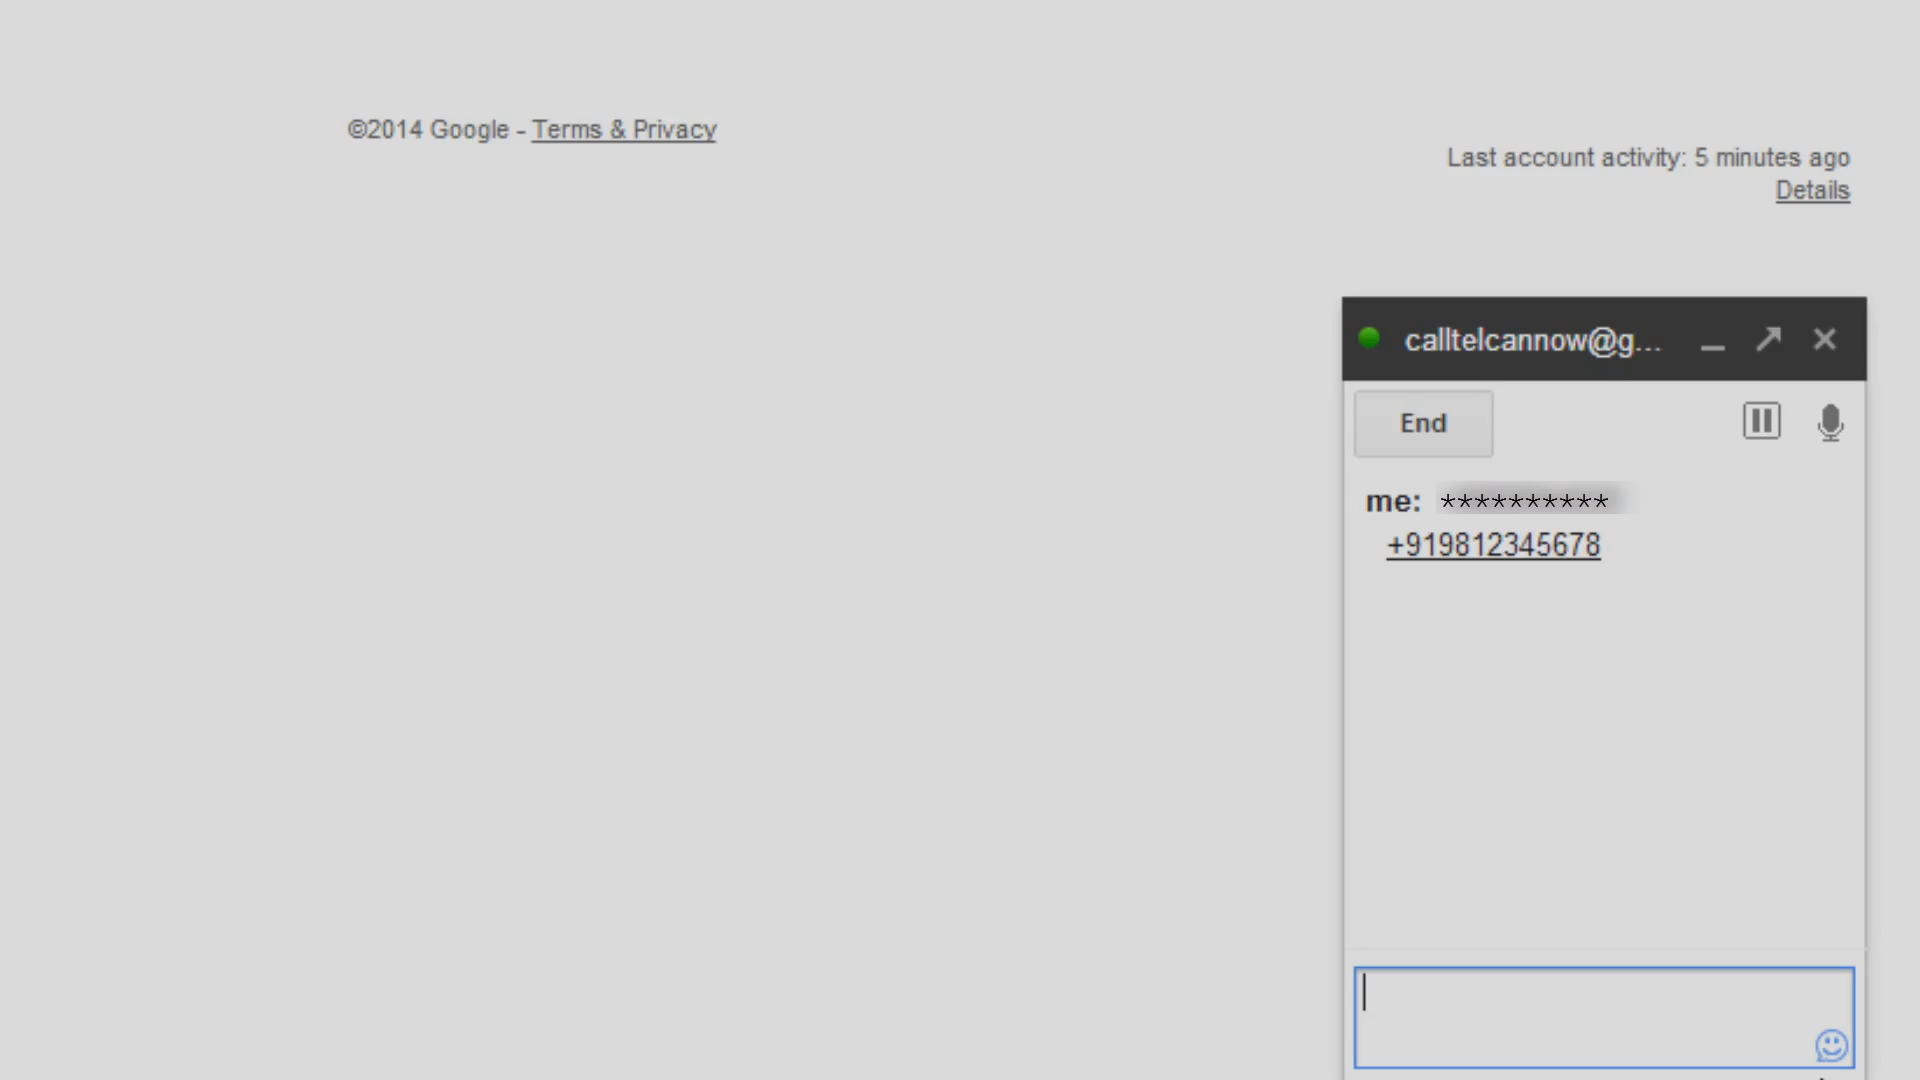 ©2014 Google - Terms & Privacy
Last account activity: 5 minutes ago
Details
calltelcannow@g...
End
me: **********
+919812345678